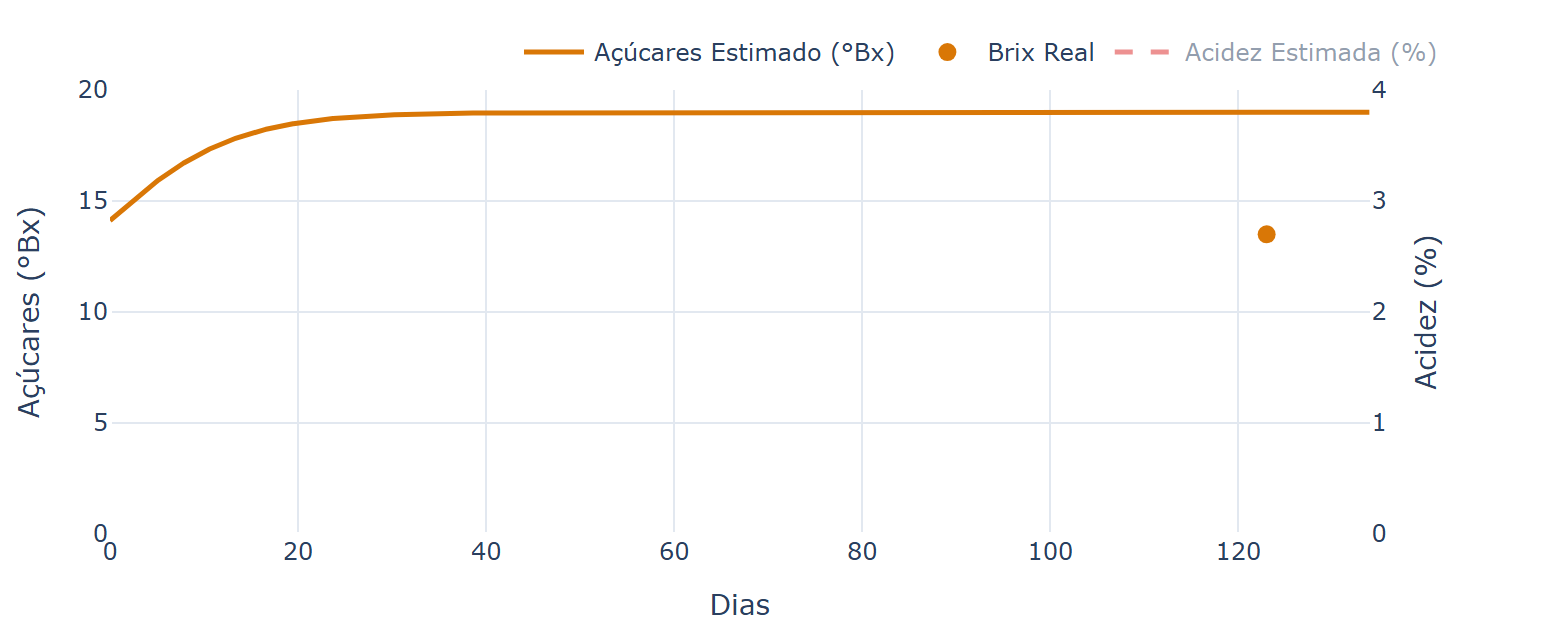 Açúcares Estimado (°Bx) Brix Real Acidez Estimada (%)
20
15
10
5
0
Açúcares (°Bx)
4
3
2
1
0
Acidez (%)
0 20 40 60 80 100 120
Dias